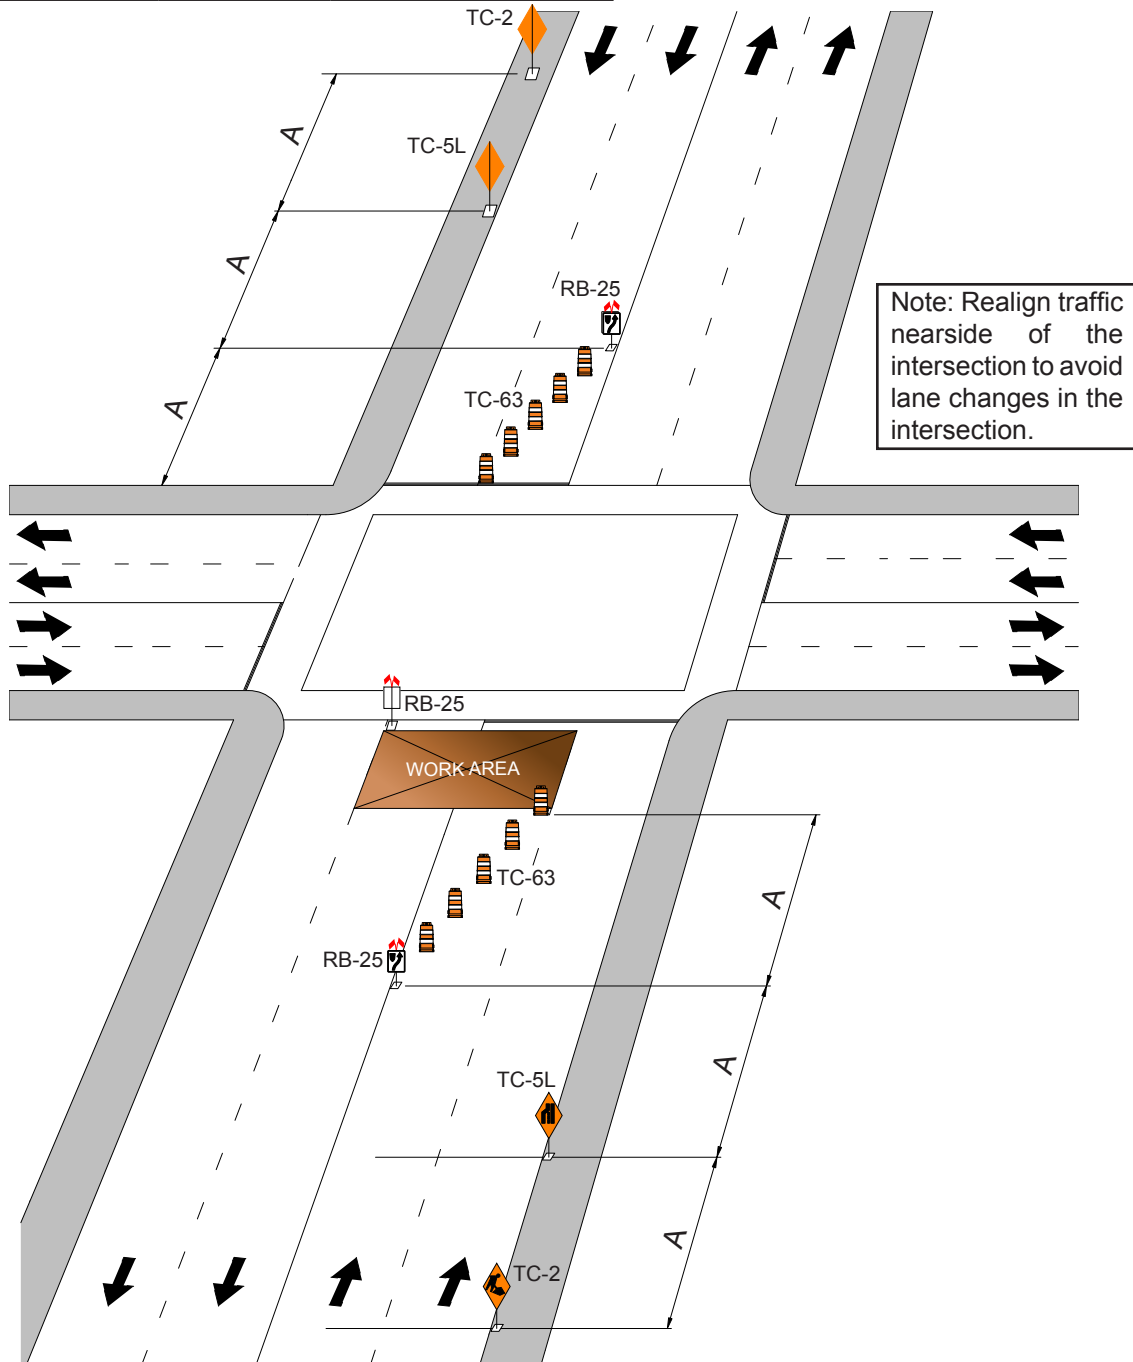 TC-2
A
TC-5L
A
RB-25
Note: Realign traffic
nearside of the
intersection to avoid
lane changes in the
intersection.
A
TC-63
RB-25
WORK AREA
TC-63
A
RB-25
A
TC-5L
A
TC-2